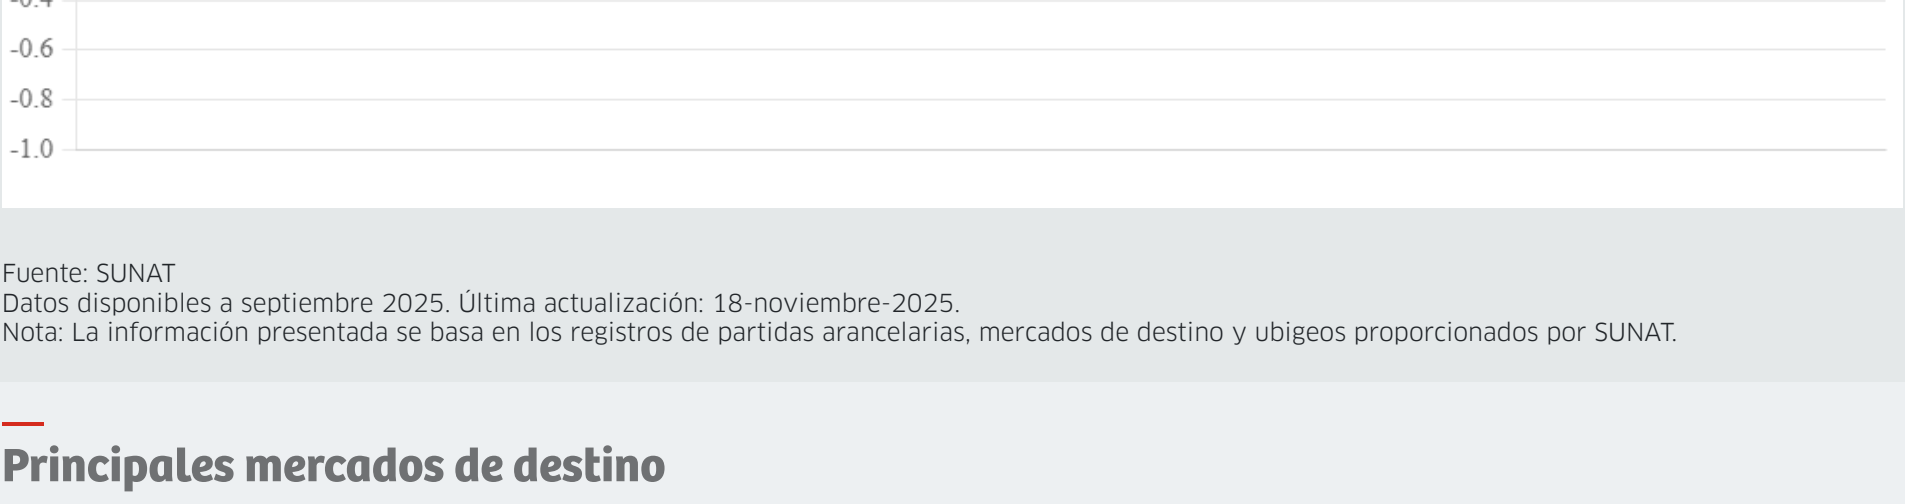 -0.4
-0.6
-0.8
-1.0
Fuente: SUNAT
Datos disponibles a septiembre 2025. Última actualización: 18-noviembre-2025.
Nota: La información presentada se basa en los registros de partidas arancelarias, mercados de destino y ubigeos proporcionados por SUNAT.
Principales mercados de destino